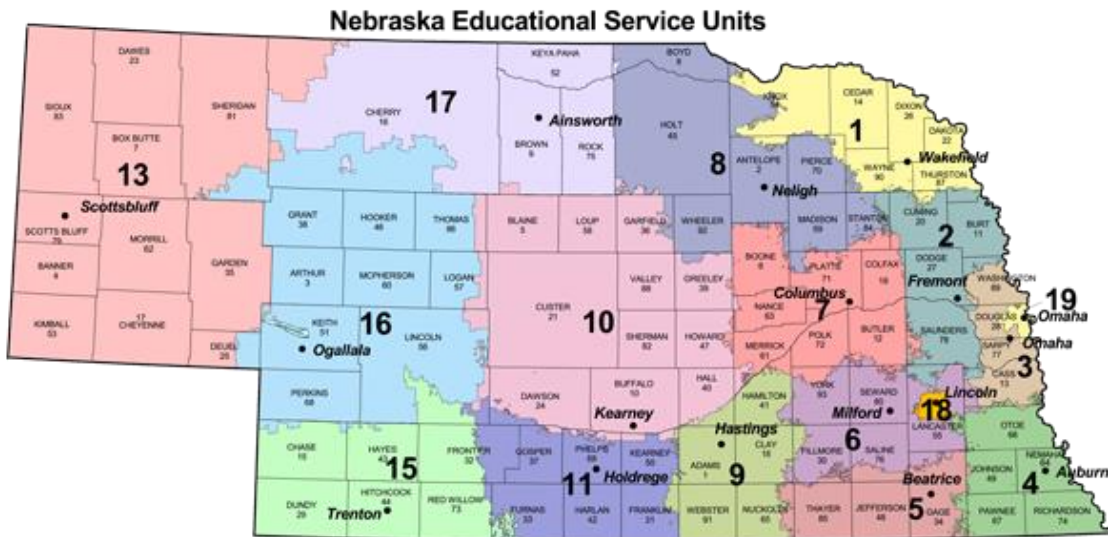 Nebraska Educational Service Units
DAWES
23
SIOUX
83
SHERIDAN
81
BOX BUTTE
7
13
Scottsbluff
SCOTTS BLUFF
79
MORRILL
62
BANNER
4
GARDEN
35
KIMBALL
53
17
CHEYENNE
DEUEL
25
CHERRY
16
17
KEYA PAHA
52
Ainsworth
BROWN
9
ROCK
75
BOYD
8
HOLT
45
8
ANTELOPE
2
PIERCE
70
Neligh
WHEELER
92
MADISON
59
STANTON
84
KNOX
54
CEDAR
14
DIXON
26
DAKOTA
22
1
WAYNE
90
Wakefield
THURSTON
87
CUMING
20
BURT
11
2
DODGE
27
Fremont
WASHINGTON
89
SAUNDERS
78
DOUGLAS
28
19
Omaha
Omaha
SARPY
77
3
CASS
13
GRANT
38
HOOKER
46
THOMAS
86
ARTHUR
3
MCPHERSON
60
LOGAN
57
KEITH
51
16
LINCOLN
56
Ogallala
PERKINS
68
BLAINE
5
LOUP
58
GARFIELD
36
CUSTER
21
VALLEY
88
GREELEY
39
10
SHERMAN
82
HOWARD
47
DAWSON
24
BUFFALO
10
HALL
40
Kearney
BOONE
6
PLATTE
71
COLFAX
19
Columbus
7
NANCE
63
MERRICK
61
POLK
72
BUTLER
12
CHASE
15
HAYES
43
FRONTIER
32
15
DUNDY
29
HITCHCOCK
44
Trenton
RED WILLOW
73
GOSPER
37
PHELPS
69
KEARNEY
50
11
Holdrege
FURNAS
33
HARLAN
42
FRANKLIN
31
HAMILTON
41
Hastings
ADAMS
1
CLAY
18
9
WEBSTER
91
NUCKOLLS
65
YORK
93
SEWARD
80
Milford
6
FILLMORE
30
SALINE
76
Lincoln
18
LANCASTER
55
THAYER
85
JEFFERSON
48
Beatrice
5
GAGE
34
OTOE
66
JOHNSON
49
NEMAHA
64
4
Auburn
PAWNEE
67
RICHARDSON
74